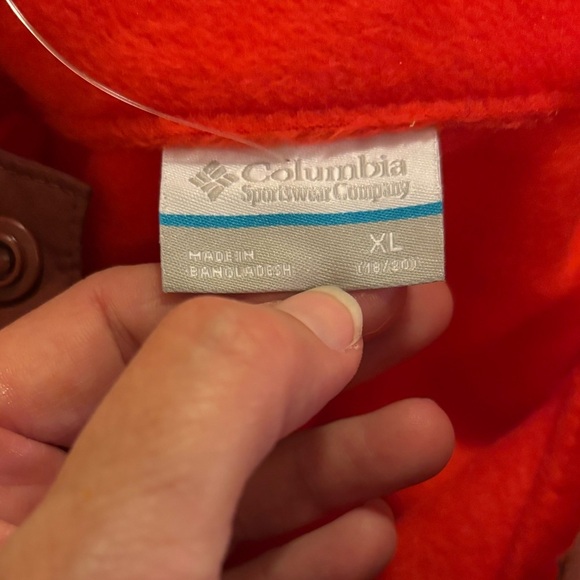 Columbia
Sportswear Company
MADE IN
BANGLADESH
XL
(18/20)